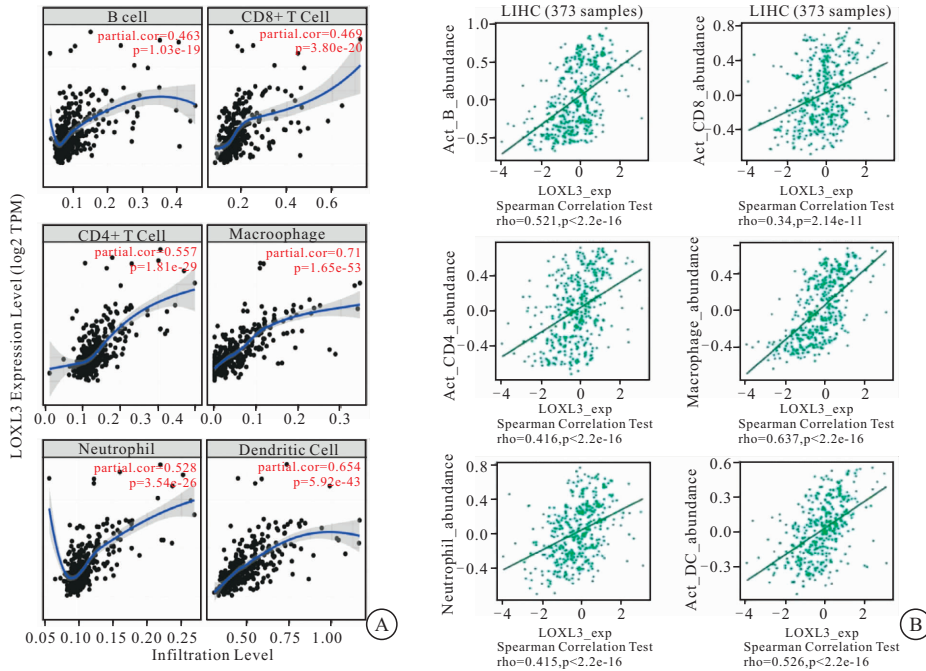 B cell
partial.cor=0.463
p=1.03e-19
0.1 0.2 0.3 0.4
CD8+ T Cell
partial.cor=0.469
p=3.80e-20
0.2 0.4 0.6
CD4+ T Cell
partial.cor=0.557
p=1.81e-29
0.0 0.1 0.2 0.3 0.4
Macroophage
partial.cor=0.71
p=1.65e-53
0.0 0.1 0.2 0.3
Neutrophil
partial.cor=0.528
p=3.54e-26
0.05 0.10 0.15 0.20 0.25
Dendritic Cell
partial.cor=0.654
p=5.92e-43
0.50 0.75 1.00
LOXL3 Expression Level (log2 TPM)
Infiltration Level
A
LIHC (373 samples)
Act_B_abundance
1.0
0.5
0.0
−0.5
−4 −2 0 2
LOXL3_exp
Spearman Correlation Test
rho=0.521,p<2.2e-16
LIHC (373 samples)
Act_CD8_abundance
0.8
0.4
0.0
0.4
−4 −2 0 2
LOXL3_exp
Spearman Correlation Test
rho=0.34,p=2.14e-11
Act_CD4_abundance
0.4
0.0
−0.4
−4 −2 0 2
LOXL3_exp
Spearman Correlation Test
rho=0.416,p<2.2e-16
Macrophage_abundance
0.4
0.0
−0.4
−4 −2 0 2
LOXL3_exp
Spearman Correlation Test
rho=0.637,p<2.2e-16
Neutrophil_abundance
0.8
0.4
0.0
−0.4
−4 −2 0 2
LOXL3_exp
Spearman Correlation Test
rho=0.415,p<2.2e-16
Act_DC_abundance
0.6
0.3
0.0
−0.3
−4 −2 0 2
LOXL3_exp
Spearman Correlation Test
rho=0.526,p<2.2e-16
B